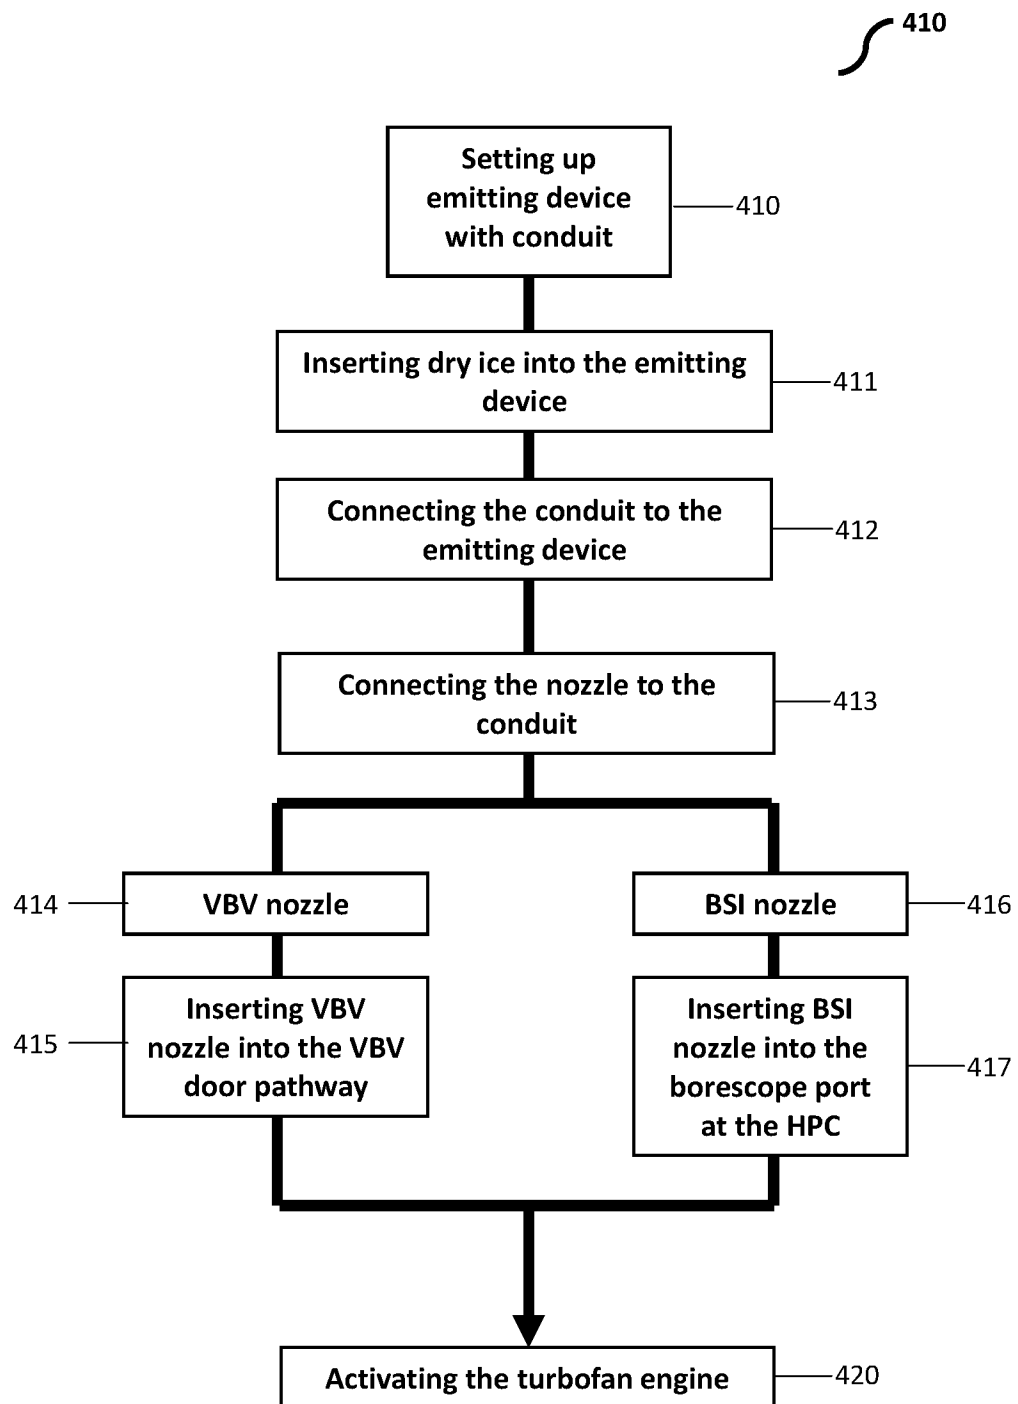 410
Setting up
emitting device
with conduit
410
Inserting dry ice into the emitting
device
411
Connecting the conduit to the
emitting device
412
Connecting the nozzle to the
conduit
413
414
VBV nozzle
415
Inserting VBV
nozzle into the VBV
door pathway
BSI nozzle
416
Inserting BSI
nozzle into the
borescope port
at the HPC
417
Activating the turbofan engine
420